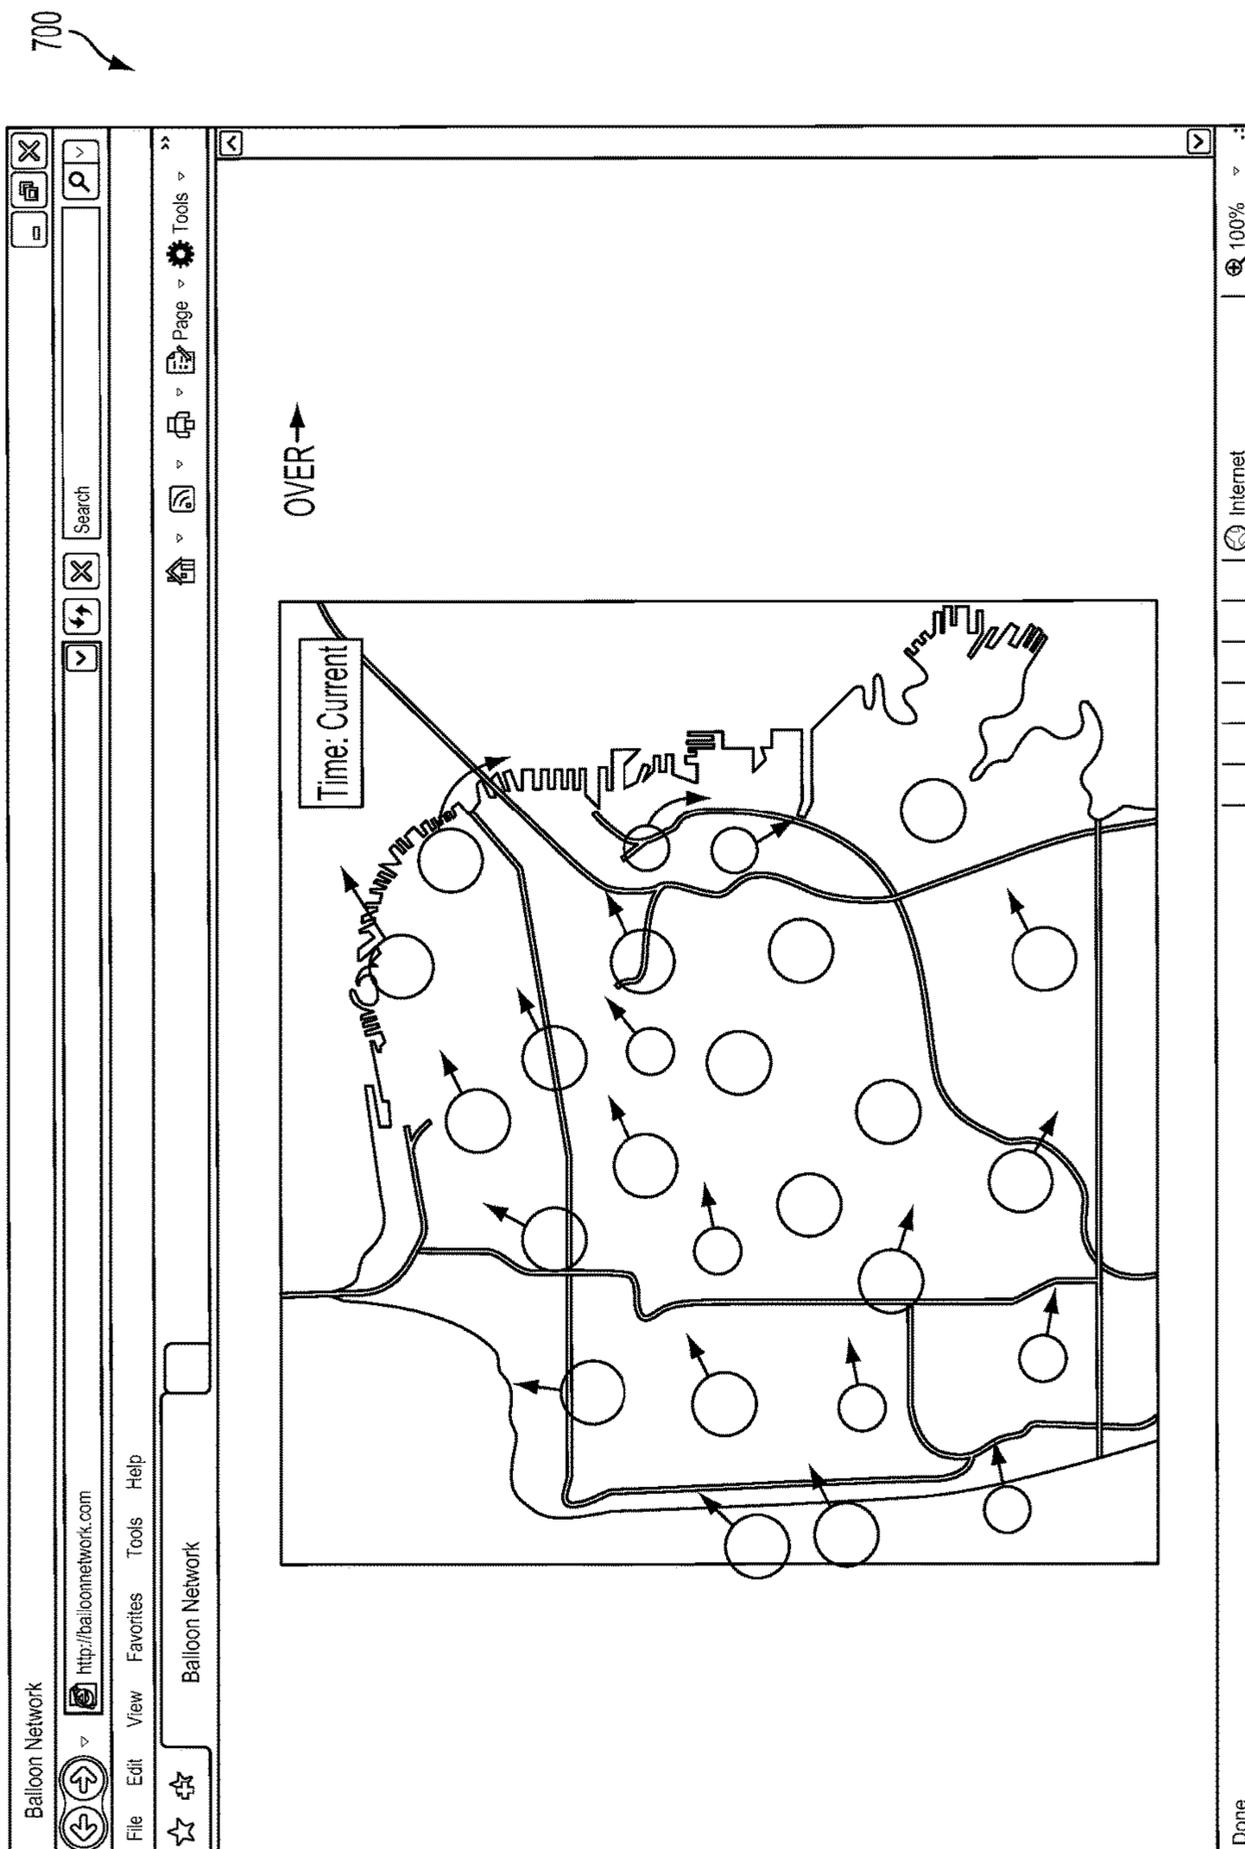 700
Balloon Network
http://balloonnetwork.com
Search
File Edit View Favorites Tools Help
Balloon Network
Page Tools
OVER
Time: Current
Done
Internet
100%